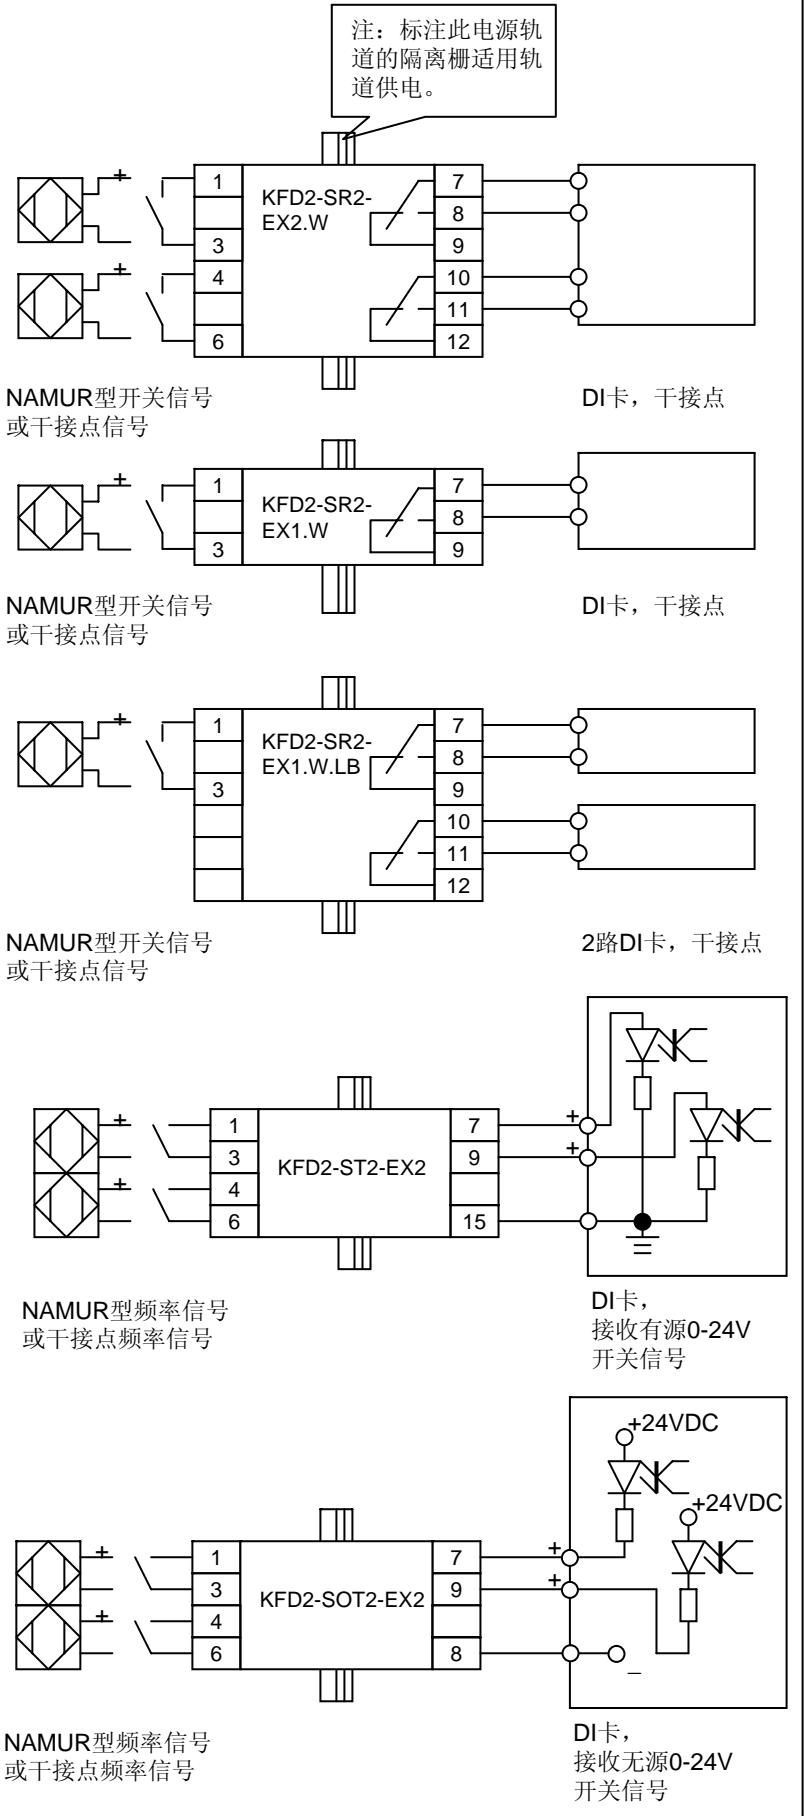 注：标注此电源轨
道的隔离栅适用轨
道供电。
+
1
KFD2-SR2-
EX2.W
7
8
3
9
+
4
10
11
6
12
NAMUR型开关信号
或干接点信号
DI卡，干接点
+
1
KFD2-SR2-
EX1.W
7
8
3
9
NAMUR型开关信号
或干接点信号
DI卡，干接点
+
1
KFD2-SR2-
EX1.W.LB
7
8
3
9
10
11
12
NAMUR型开关信号
或干接点信号
2路DI卡，干接点
+
1
7
+
3
KFD2-ST2-EX2
9
+
+
4
6
15
NAMUR型频率信号
或干接点频率信号
DI卡，
接收有源0-24V
开关信号
+24VDC
+24VDC
+
1
7
+
3
KFD2-SOT2-EX2
9
+
+
4
6
8
−
NAMUR型频率信号
或干接点频率信号
DI卡，
接收无源0-24V
开关信号